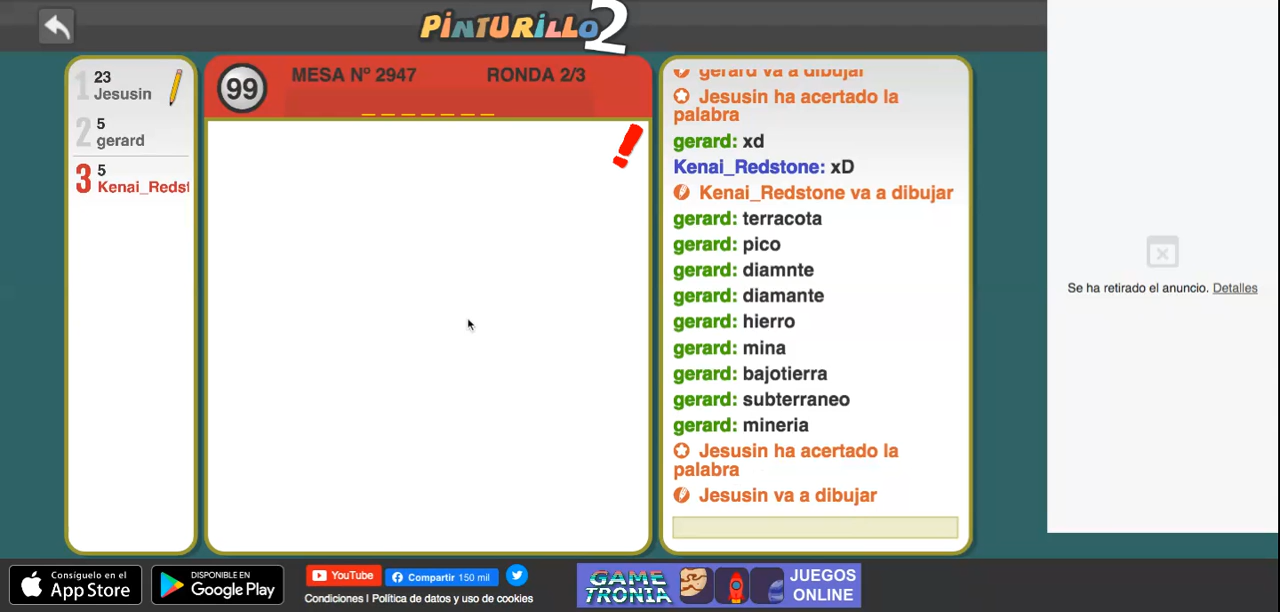 PINTURILLO 2
1 23
Jesusin
2 5
gerard
3 5
Kenai_Redst
99
MESA Nº 2947
RONDA 2/3
_ _ _ _ _ _ _
!
gerard va a dibujar
Jesusin ha acertado la
palabra
gerard: xd
Kenai_Redstone: xD
Kenai_Redstone va a dibujar
gerard: terracota
gerard: pico
gerard: diamnte
gerard: diamante
gerard: hierro
gerard: mina
gerard: bajotierra
gerard: subterraneo
gerard: mineria
Jesusin ha acertado la
palabra
Jesusin va a dibujar
Se ha retirado el anuncio. Detalles
Consíguelo en el
App Store
DISPONIBLE EN
Google Play
YouTube
Compartir 150 mil
Condiciones | Política de datos y uso de cookies
GAME
TRONIA
JUEGOS
ONLINE